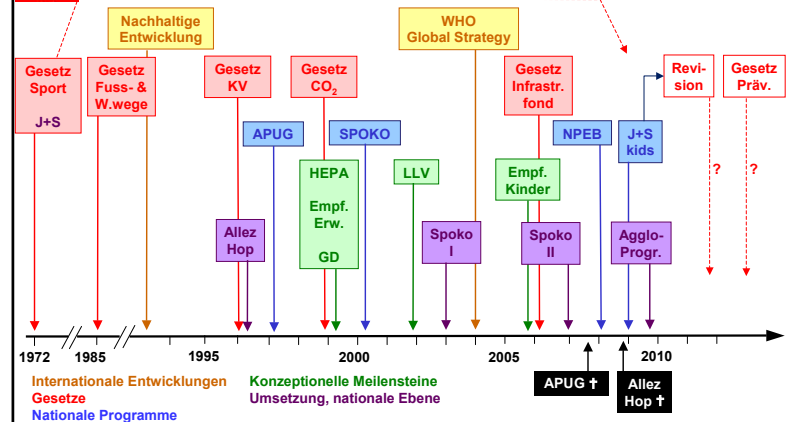 Nachhaltige
Entwicklung
WHO
Global Strategy
Gesetz
Sport
J+S
Gesetz
Fuss- &
W.wege
Gesetz
KV
Gesetz
CO₂
Gesetz
Infrastr.
fond
Revi-
sion
Gesetz
Präv.
APUG
SPOKO
NPEB
J+S
kids
HEPA
Empf.
Erw.
GD
LLV
Empf.
Kinder
?
?
Allez
Hop
Spoko
I
Spoko
II
Agglo-
Progr.
1972
1985
1995
2000
2005
2010
Internationale Entwicklungen
Gesetze
Nationale Programme
Konzeptionelle Meilensteine
Umsetzung, nationale Ebene
APUG ✝
Allez
Hop ✝